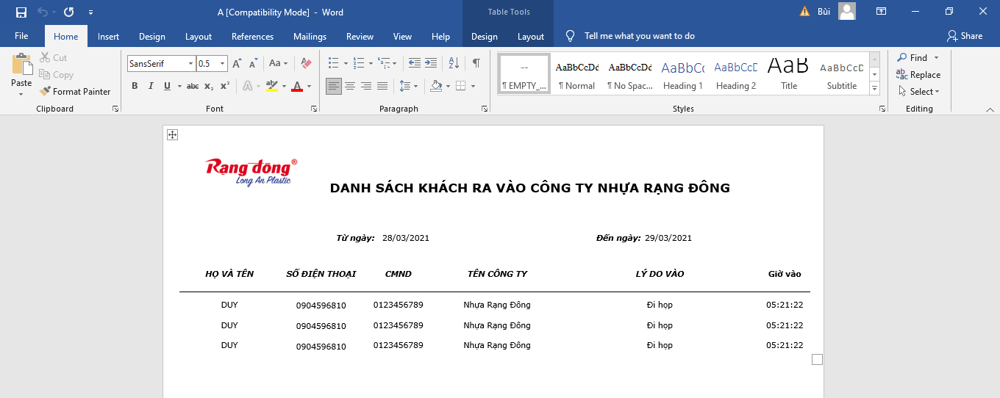 A [Compatibility Mode] - Word
Table Tools
Bùi
File Home Insert Design Layout References Mailings Review View Help Design Layout Tell me what you want to do Share
Paste
Cut
Copy
Format Painter
Clipboard
SansSerif 0.5 Aa
B I U abc x₂ x²
Font
Paragraph
¶ EMPTY_...
AaBbCcDd ¶ Normal
AaBbCcDd ¶ No Spac...
AaBbCc Heading 1
AaBbCcD Heading 2
AaB Title
AaBbCcD Subtitle
Styles
Find
Replace
Select
Editing
Rạng đông®
Long An Plastic
DANH SÁCH KHÁCH RA VÀO CÔNG TY NHỰA RẠNG ĐÔNG
Từ ngày: 28/03/2021 Đến ngày: 29/03/2021
HỌ VÀ TÊN SỐ ĐIỆN THOẠI CMND TÊN CÔNG TY LÝ DO VÀO Giờ vào
DUY 0904596810 0123456789 Nhựa Rạng Đông Đi họp 05:21:22
DUY 0904596810 0123456789 Nhựa Rạng Đông Đi họp 05:21:22
DUY 0904596810 0123456789 Nhựa Rạng Đông Đi họp 05:21:22